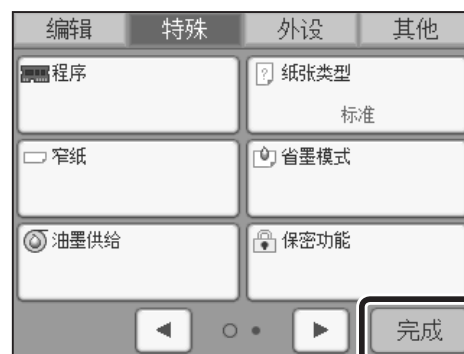 编辑 特殊 外设 其他
程序 纸张类型
标准
窄纸 省墨模式
油墨供给 保密功能
完成